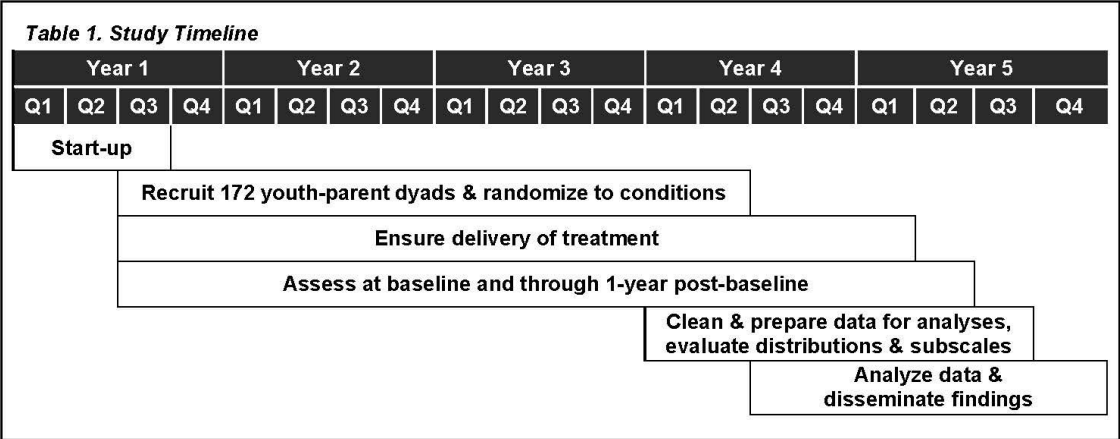 Table 1. Study Timeline
Year 1 Year 2 Year 3 Year 4 Year 5
Q1 Q2 Q3 Q4 Q1 Q2 Q3 Q4 Q1 Q2 Q3 Q4 Q1 Q2 Q3 Q4 Q1 Q2 Q3 Q4
Start-up
Recruit 172 youth-parent dyads & randomize to conditions
Ensure delivery of treatment
Assess at baseline and through 1-year post-baseline
Clean & prepare data for analyses,
evaluate distributions & subscales
Analyze data &
disseminate findings